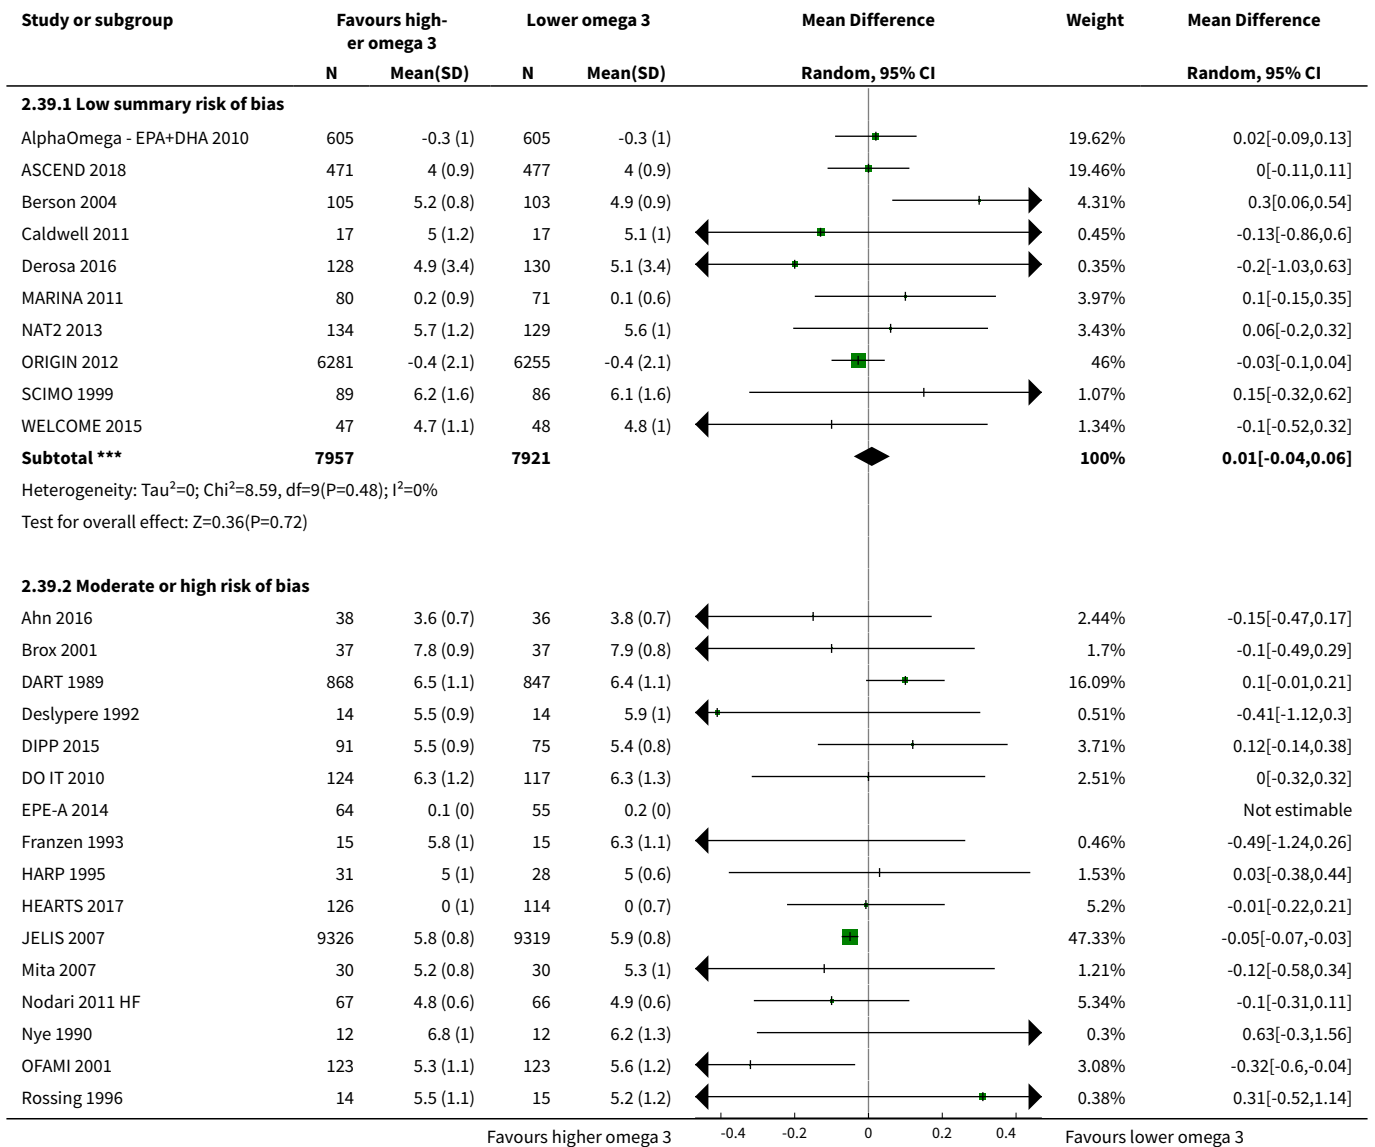 Study or subgroup Favours high- Lower omega 3 Mean Difference Weight Mean Difference
er omega 3
N Mean(SD) N Mean(SD) Random, 95% CI Random, 95% CI
2.39.1 Low summary risk of bias
AlphaOmega - EPA+DHA 2010 605 -0.3 (1) 605 -0.3 (1) 19.62% 0.02[-0.09,0.13]
ASCEND 2018 471 4 (0.9) 477 4 (0.9) 19.46% 0[-0.11,0.11]
Berson 2004 105 5.2 (0.8) 103 4.9 (0.9) 4.31% 0.3[0.06,0.54]
Caldwell 2011 17 5 (1.2) 17 5.1 (1) 0.45% -0.13[-0.86,0.6]
Derosa 2016 128 4.9 (3.4) 130 5.1 (3.4) 0.35% -0.2[-1.03,0.63]
MARINA 2011 80 0.2 (0.9) 71 0.1 (0.6) 3.97% 0.1[-0.15,0.35]
NAT2 2013 134 5.7 (1.2) 129 5.6 (1) 3.43% 0.06[-0.2,0.32]
ORIGIN 2012 6281 -0.4 (2.1) 6255 -0.4 (2.1) 46% -0.03[-0.1,0.04]
SCIMO 1999 89 6.2 (1.6) 86 6.1 (1.6) 1.07% 0.15[-0.32,0.62]
WELCOME 2015 47 4.7 (1.1) 48 4.8 (1) 1.34% -0.1[-0.52,0.32]
Subtotal *** 7957 7921 100% 0.01[-0.04,0.06]
Heterogeneity: Tau²=0; Chi²=8.59, df=9(P=0.48); I²=0%
Test for overall effect: Z=0.36(P=0.72)
2.39.2 Moderate or high risk of bias
Ahn 2016 38 3.6 (0.7) 36 3.8 (0.7) 2.44% -0.15[-0.47,0.17]
Brox 2001 37 7.8 (0.9) 37 7.9 (0.8) 1.7% -0.1[-0.49,0.29]
DART 1989 868 6.5 (1.1) 847 6.4 (1.1) 16.09% 0.1[-0.01,0.21]
Deslypere 1992 14 5.5 (0.9) 14 5.9 (1) 0.51% -0.41[-1.12,0.3]
DIPP 2015 91 5.5 (0.9) 75 5.4 (0.8) 3.71% 0.12[-0.14,0.38]
DO IT 2010 124 6.3 (1.2) 117 6.3 (1.3) 2.51% 0[-0.32,0.32]
EPE-A 2014 64 0.1 (0) 55 0.2 (0) Not estimable
Franzen 1993 15 5.8 (1) 15 6.3 (1.1) 0.46% -0.49[-1.24,0.26]
HARP 1995 31 5 (1) 28 5 (0.6) 1.53% 0.03[-0.38,0.44]
HEARTS 2017 126 0 (1) 114 0 (0.7) 5.2% -0.01[-0.22,0.21]
JELIS 2007 9326 5.8 (0.8) 9319 5.9 (0.8) 47.33% -0.05[-0.07,-0.03]
Mita 2007 30 5.2 (0.8) 30 5.3 (1) 1.21% -0.12[-0.58,0.34]
Nodari 2011 HF 67 4.8 (0.6) 66 4.9 (0.6) 5.34% -0.1[-0.31,0.11]
Nye 1990 12 6.8 (1) 12 6.2 (1.3) 0.3% 0.63[-0.3,1.56]
OFAMI 2001 123 5.3 (1.1) 123 5.6 (1.2) 3.08% -0.32[-0.6,-0.04]
Rossing 1996 14 5.5 (1.1) 15 5.2 (1.2) 0.38% 0.31[-0.52,1.14]
Favours higher omega 3 -0.4 -0.2 0 0.2 0.4 Favours lower omega 3